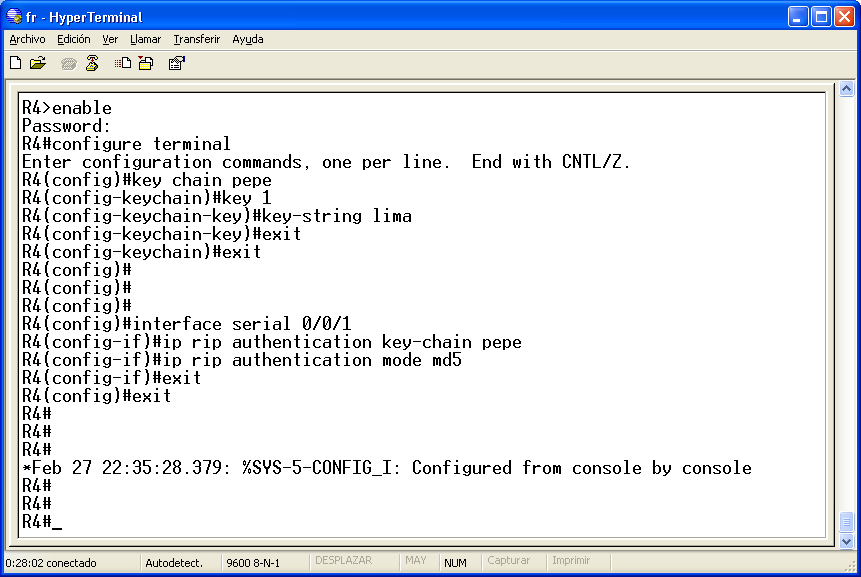 fr - HyperTerminal
Archivo Edición Ver Llamar Transferir Ayuda
R4>enable
Password:
R4#configure terminal
Enter configuration commands, one per line.  End with CNTL/Z.
R4(config)#key chain pepe
R4(config-keychain)#key 1
R4(config-keychain-key)#key-string lima
R4(config-keychain-key)#exit
R4(config-keychain)#exit
R4(config)#
R4(config)#
R4(config)#
R4(config)#interface serial 0/0/1
R4(config-if)#ip rip authentication key-chain pepe
R4(config-if)#ip rip authentication mode md5
R4(config-if)#exit
R4(config)#exit
R4#
R4#
R4#
*Feb 27 22:35:28.379: %SYS-5-CONFIG_I: Configured from console by console
R4#
R4#
R4#_
0:28:02 conectado Autodetect. 9600 8-N-1 DESPLAZAR MAY NUM Capturar Imprimir